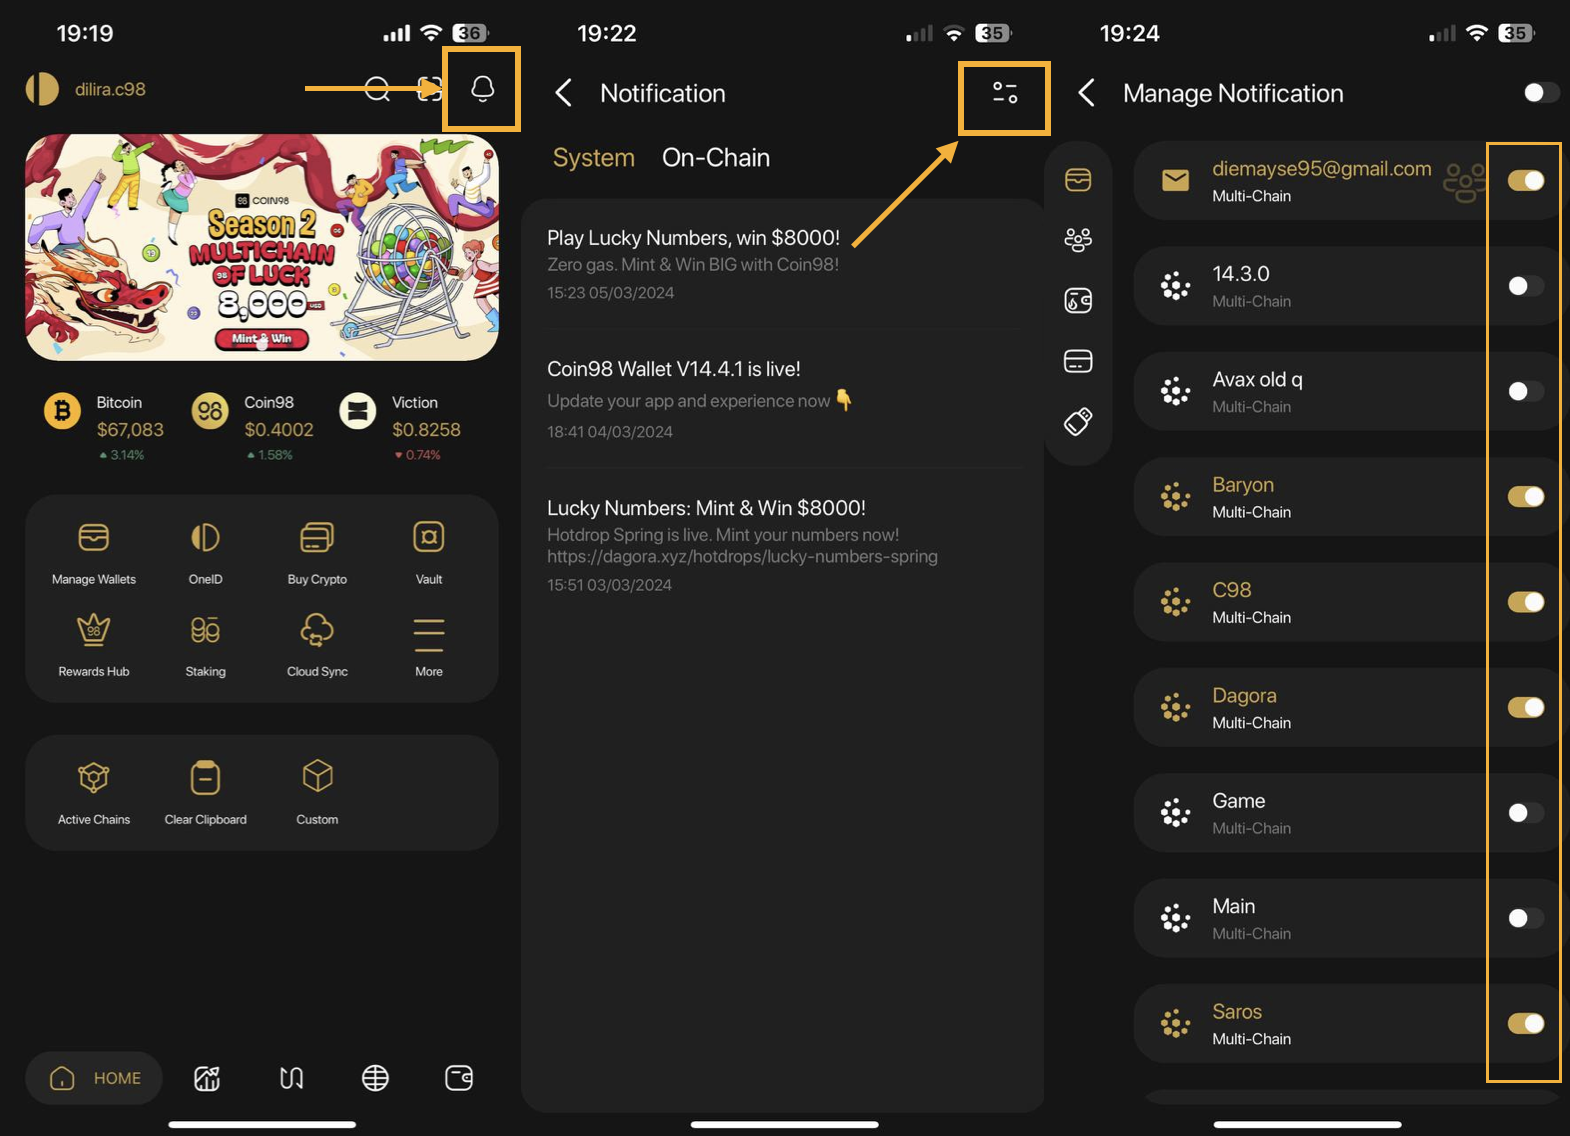 19:19
36
dilira.c98
98 COIN98
Season 2
MULTICHAIN
OF LUCK
98
8,000 USD
Mint & Win
Bitcoin
$67,083
3.14%
Coin98
$0.4002
1.58%
Viction
$0.8258
0.74%
Manage Wallets
OneID
Buy Crypto
Vault
Rewards Hub
Staking
Cloud Sync
More
Active Chains
Clear Clipboard
Custom
HOME
19:22
35
Notification
System
On-Chain
Play Lucky Numbers, win $8000!
Zero gas. Mint & Win BIG with Coin98!
15:23 05/03/2024
Coin98 Wallet V14.4.1 is live!
Update your app and experience now 👇
18:41 04/03/2024
Lucky Numbers: Mint & Win $8000!
Hotdrop Spring is live. Mint your numbers now!
https://dagora.xyz/hotdrops/lucky-numbers-spring
15:51 03/03/2024
19:24
35
Manage Notification
diemayse95@gmail.com
Multi-Chain
14.3.0
Multi-Chain
Avax old q
Multi-Chain
Baryon
Multi-Chain
C98
Multi-Chain
Dagora
Multi-Chain
Game
Multi-Chain
Main
Multi-Chain
Saros
Multi-Chain